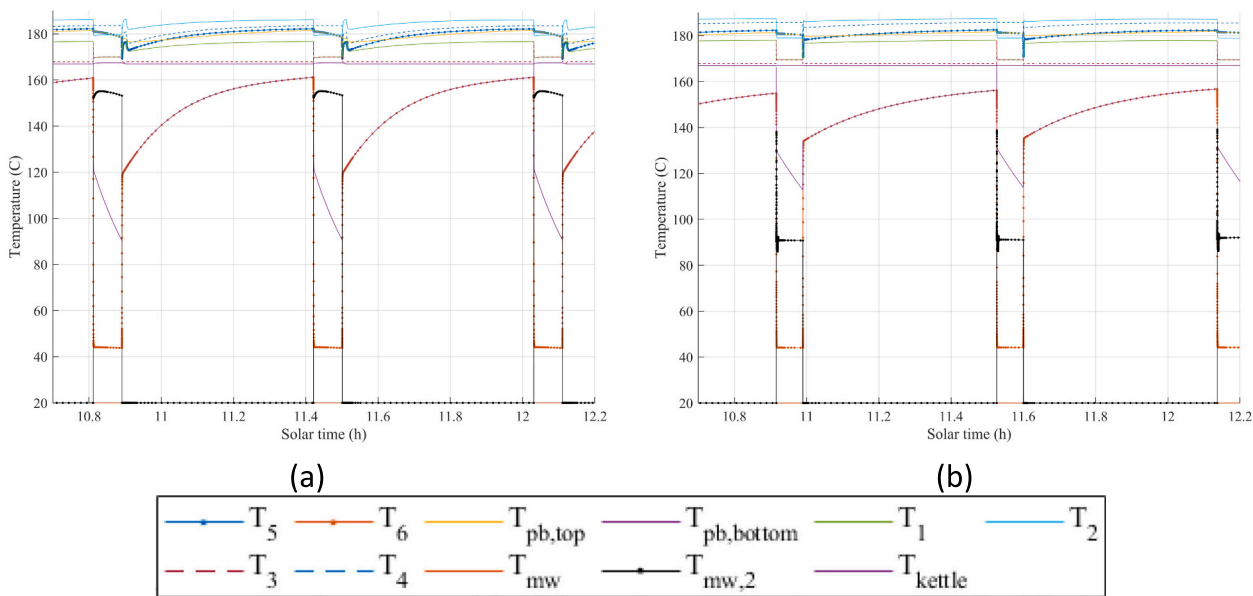 180
160
140
120
100
80
60
40
20
Temperature (C)
10.8 11 11.2 11.4 11.6 11.8 12 12.2
Solar time (h)
(a)
180
160
140
120
100
80
60
40
20
Temperature (C)
10.8 11 11.2 11.4 11.6 11.8 12 12.2
Solar time (h)
(b)
T5 T6 Tpb,top Tpb,bottom T1 T2
T3 T4 Tmw Tmw,2 Tkettle